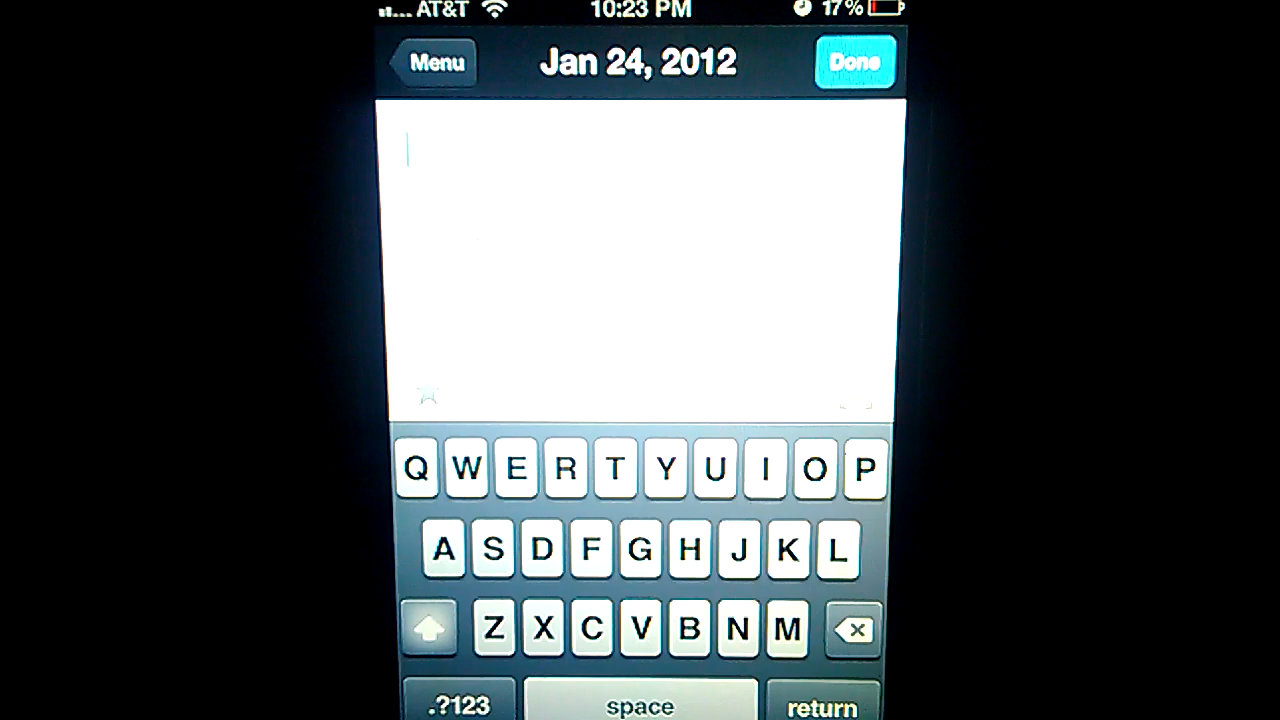 AT&T 10:23 PM 17%
Menu Jan 24, 2012 Done
Q W E R T Y U I O P
A S D F G H J K L
Z X C V B N M
.?123 space return